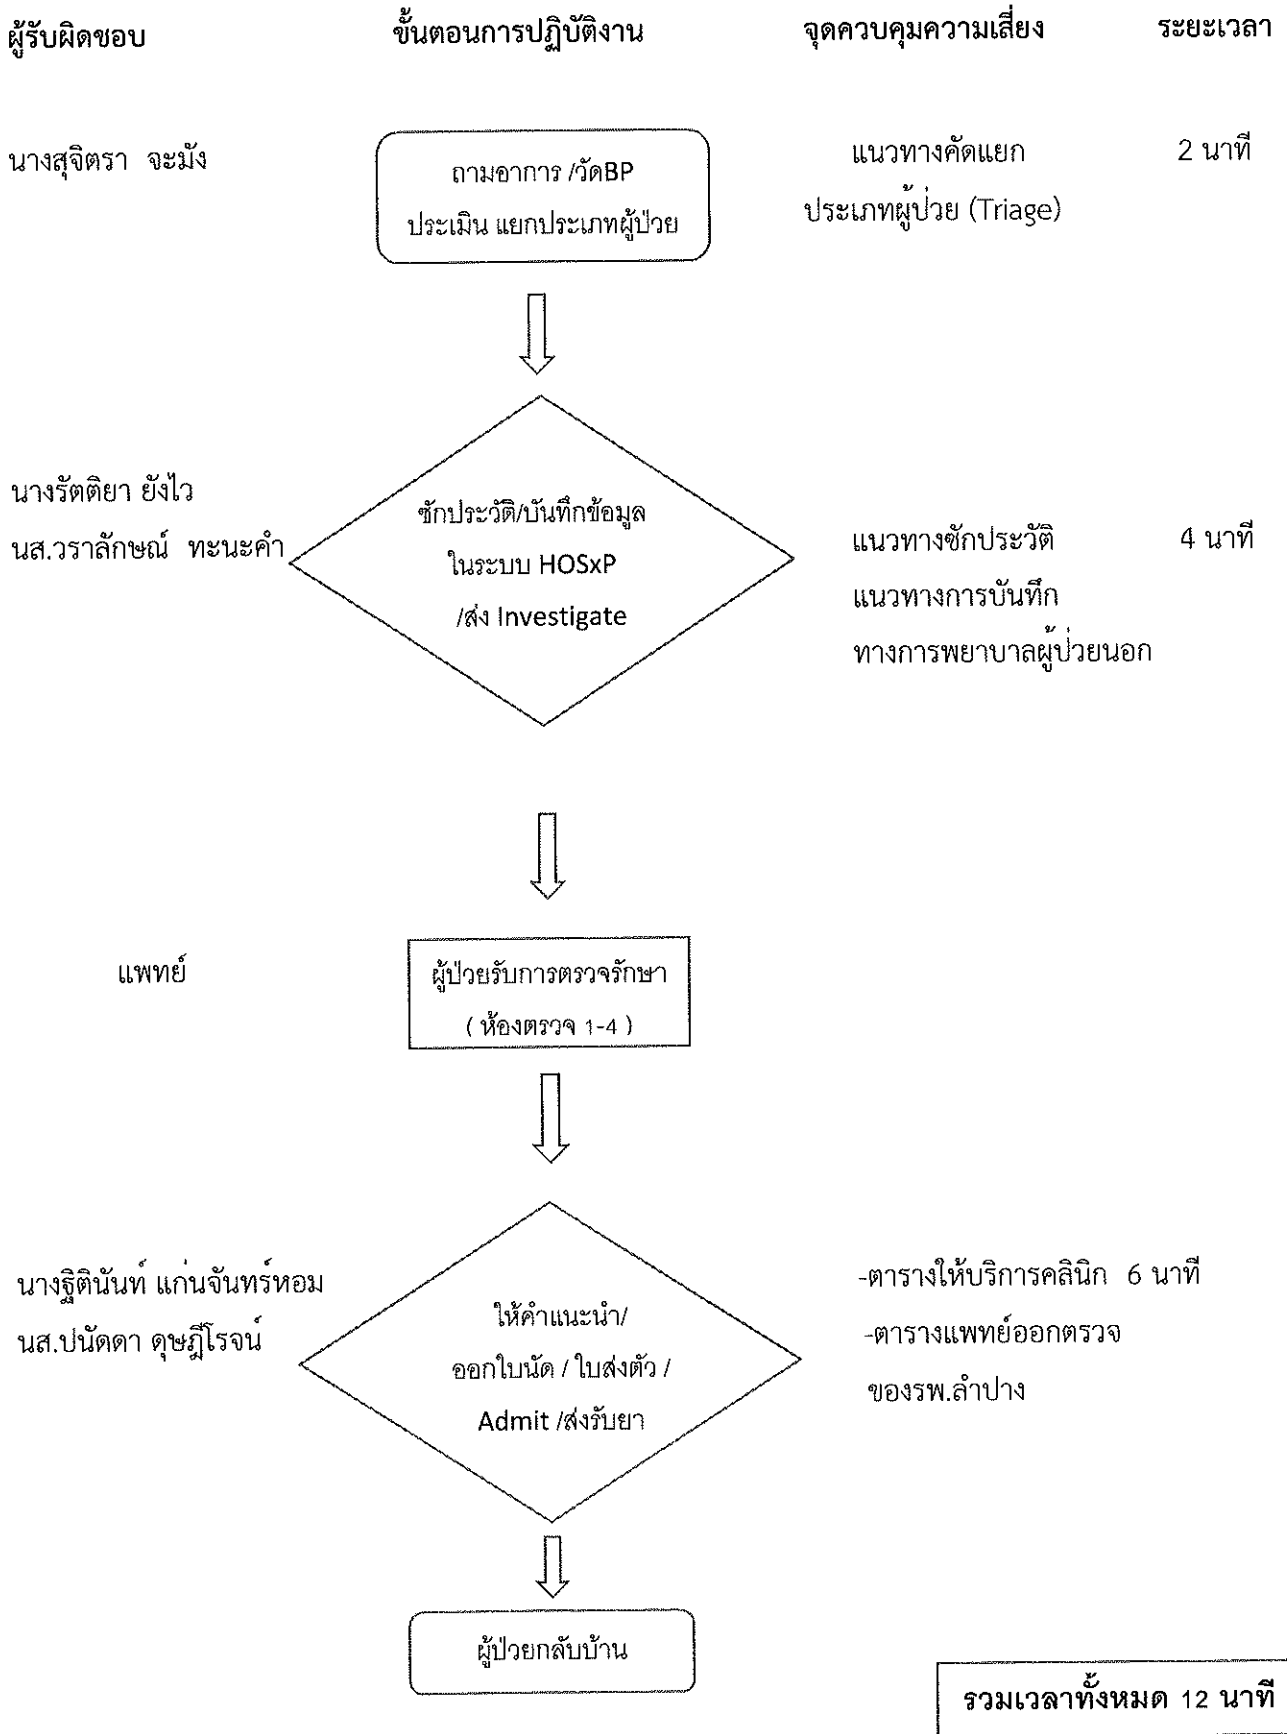 ผู้รับผิดชอบ ขั้นตอนการปฏิบัติงาน จุดควบคุมความเสี่ยง ระยะเวลา
นางสุจิตรา จะมัง
ถามอาการ /วัดBP
ประเมิน แยกประเภทผู้ป่วย
แนวทางคัดแยก
ประเภทผู้ป่วย (Triage)
2 นาที
นางรัตติยา ยังไว
นส.วราลักษณ์ ทะนะคำ
ซักประวัติ/บันทึกข้อมูล
ในระบบ HOSxP
/ส่ง Investigate
แนวทางซักประวัติ 4 นาที
แนวทางการบันทึก
ทางการพยาบาลผู้ป่วยนอก
แพทย์
ผู้ป่วยรับการตรวจรักษา
( ห้องตรวจ 1-4 )
นางฐิตินันท์ แก่นจันทร์หอม
นส.ปนัดดา ดุษฎีโรจน์
ให้คำแนะนำ/
ออกใบนัด / ใบส่งตัว /
Admit /ส่งรับยา
-ตารางให้บริการคลินิก 6 นาที
-ตารางแพทย์ออกตรวจ
ของรพ.ลำปาง
ผู้ป่วยกลับบ้าน
รวมเวลาทั้งหมด 12 นาที